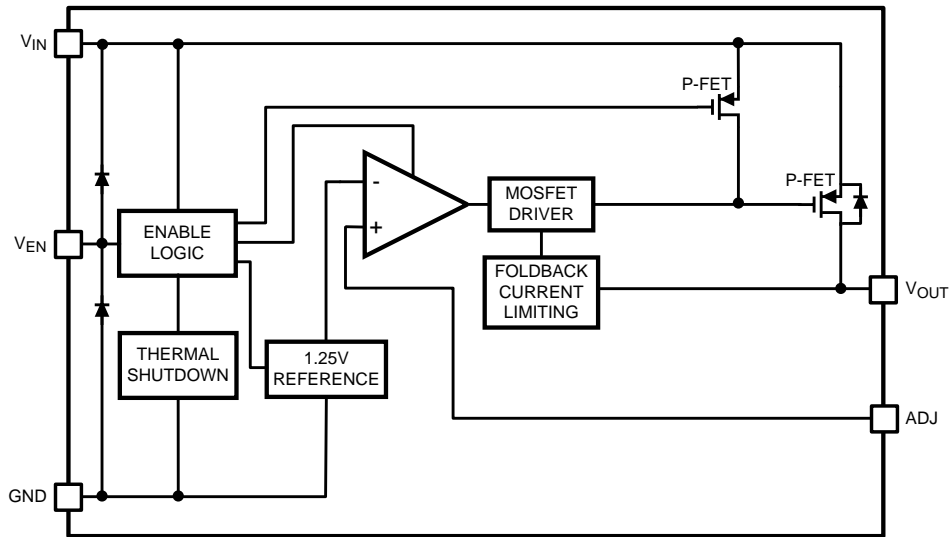 VIN
P-FET
P-FET
-
+
MOSFET
DRIVER
VEN
ENABLE
LOGIC
FOLDBACK
CURRENT
LIMITING
VOUT
THERMAL
SHUTDOWN
1.25V
REFERENCE
ADJ
GND